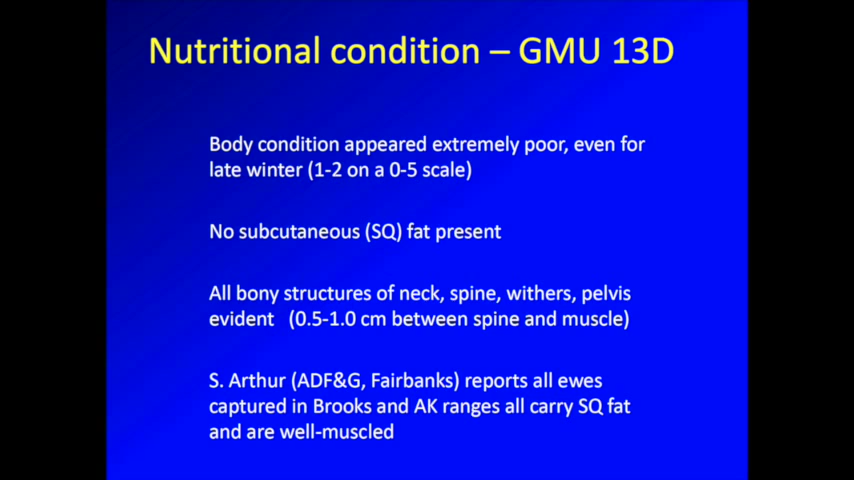 Nutritional condition – GMU 13D
Body condition appeared extremely poor, even for
late winter (1-2 on a 0-5 scale)
No subcutaneous (SQ) fat present
All bony structures of neck, spine, withers, pelvis
evident (0.5-1.0 cm between spine and muscle)
S. Arthur (ADF&G, Fairbanks) reports all ewes
captured in Brooks and AK ranges all carry SQ fat
and are well-muscled